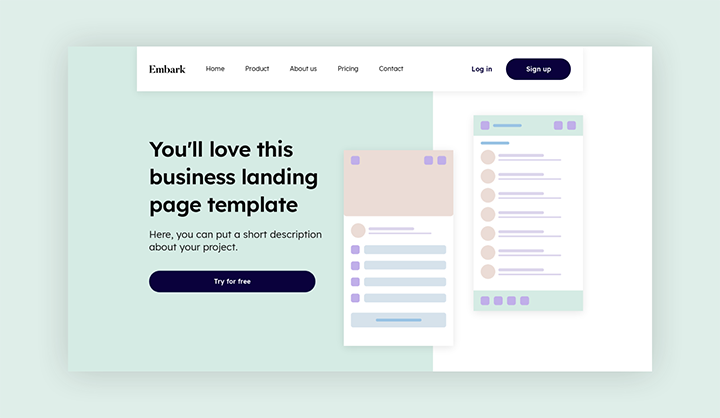 Embark Home Product About us Pricing Contact Log in Sign up
You'll love this
business landing
page template
Here, you can put a short description
about your project.
Try for free